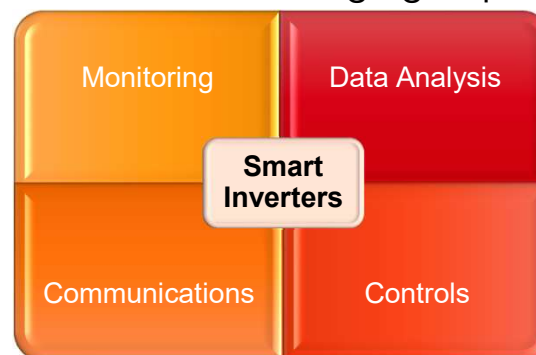 Monitoring
Data Analysis
Smart
Inverters
Communications
Controls